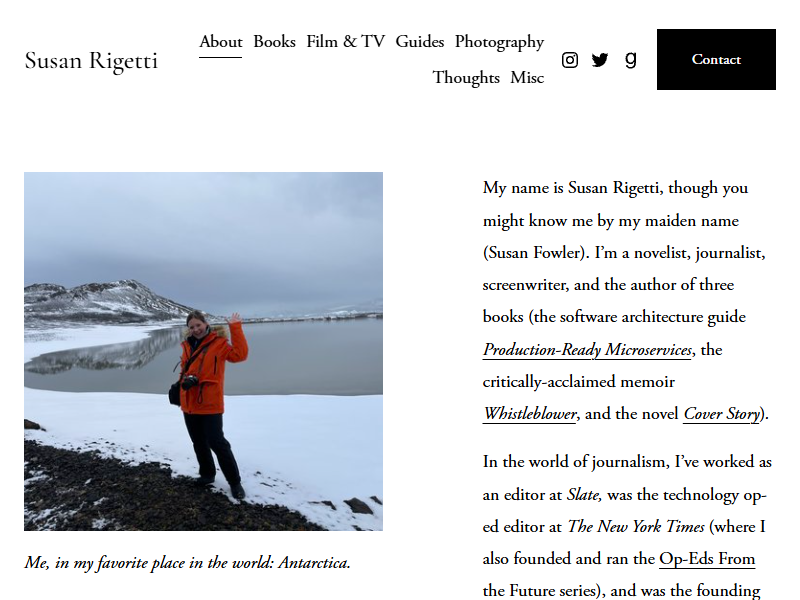 Susan Rigetti
About Books Film & TV Guides Photography
Thoughts Misc
Contact
Me, in my favorite place in the world: Antarctica.
My name is Susan Rigetti, though you
might know me by my maiden name
(Susan Fowler). I’m a novelist, journalist,
screenwriter, and the author of three
books (the software architecture guide
Production-Ready Microservices, the
critically-acclaimed memoir
Whistleblower, and the novel Cover Story).
In the world of journalism, I’ve worked as
an editor at Slate, was the technology op-
ed editor at The New York Times (where I
also founded and ran the Op-Eds From
the Future series), and was the founding